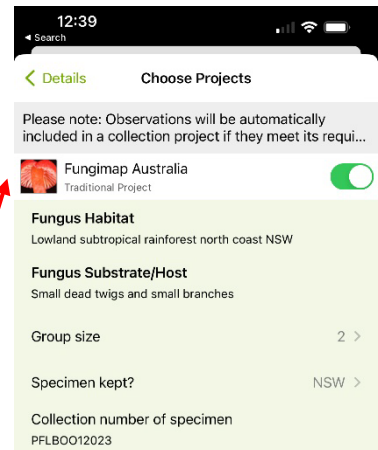 12:39
◄ Search
Details Choose Projects
Please note: Observations will be automatically
included in a collection project if they meet its requi...
Fungimap Australia
Traditional Project
Fungus Habitat
Lowland subtropical rainforest north coast NSW
Fungus Substrate/Host
Small dead twigs and small branches
Group size 2 >
Specimen kept? NSW >
Collection number of specimen
PFLBOO12023